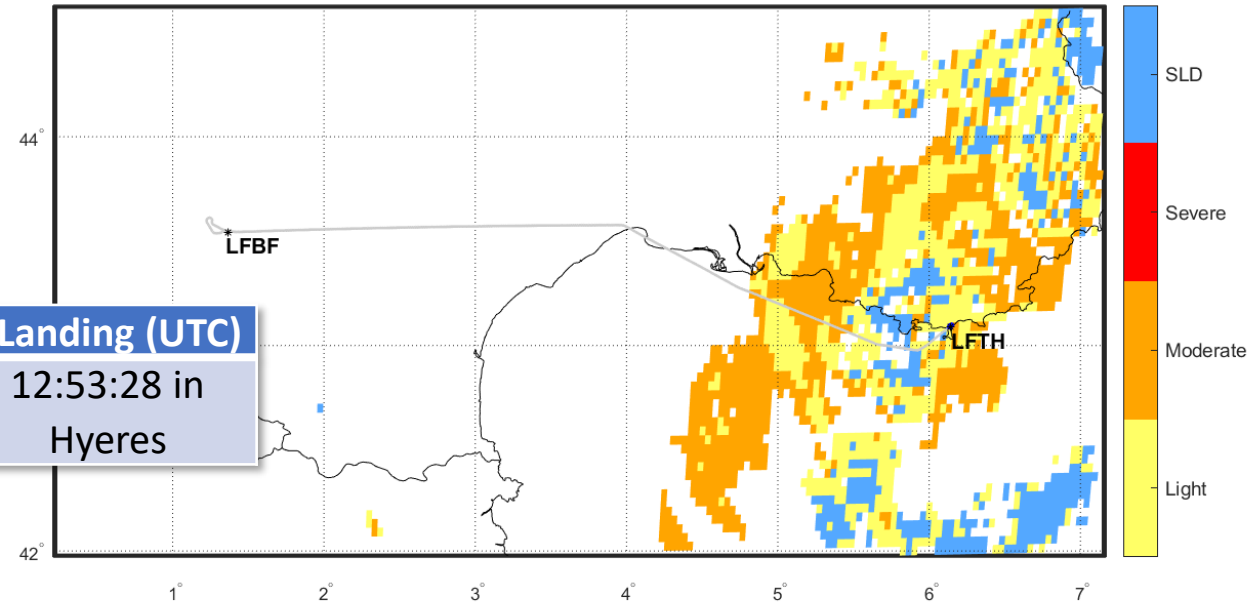 44°
42°
1°
2°
3°
4°
5°
6°
7°
LFBF
LFTH
Landing (UTC)
12:53:28 in
Hyeres
SLD
Severe
Moderate
Light